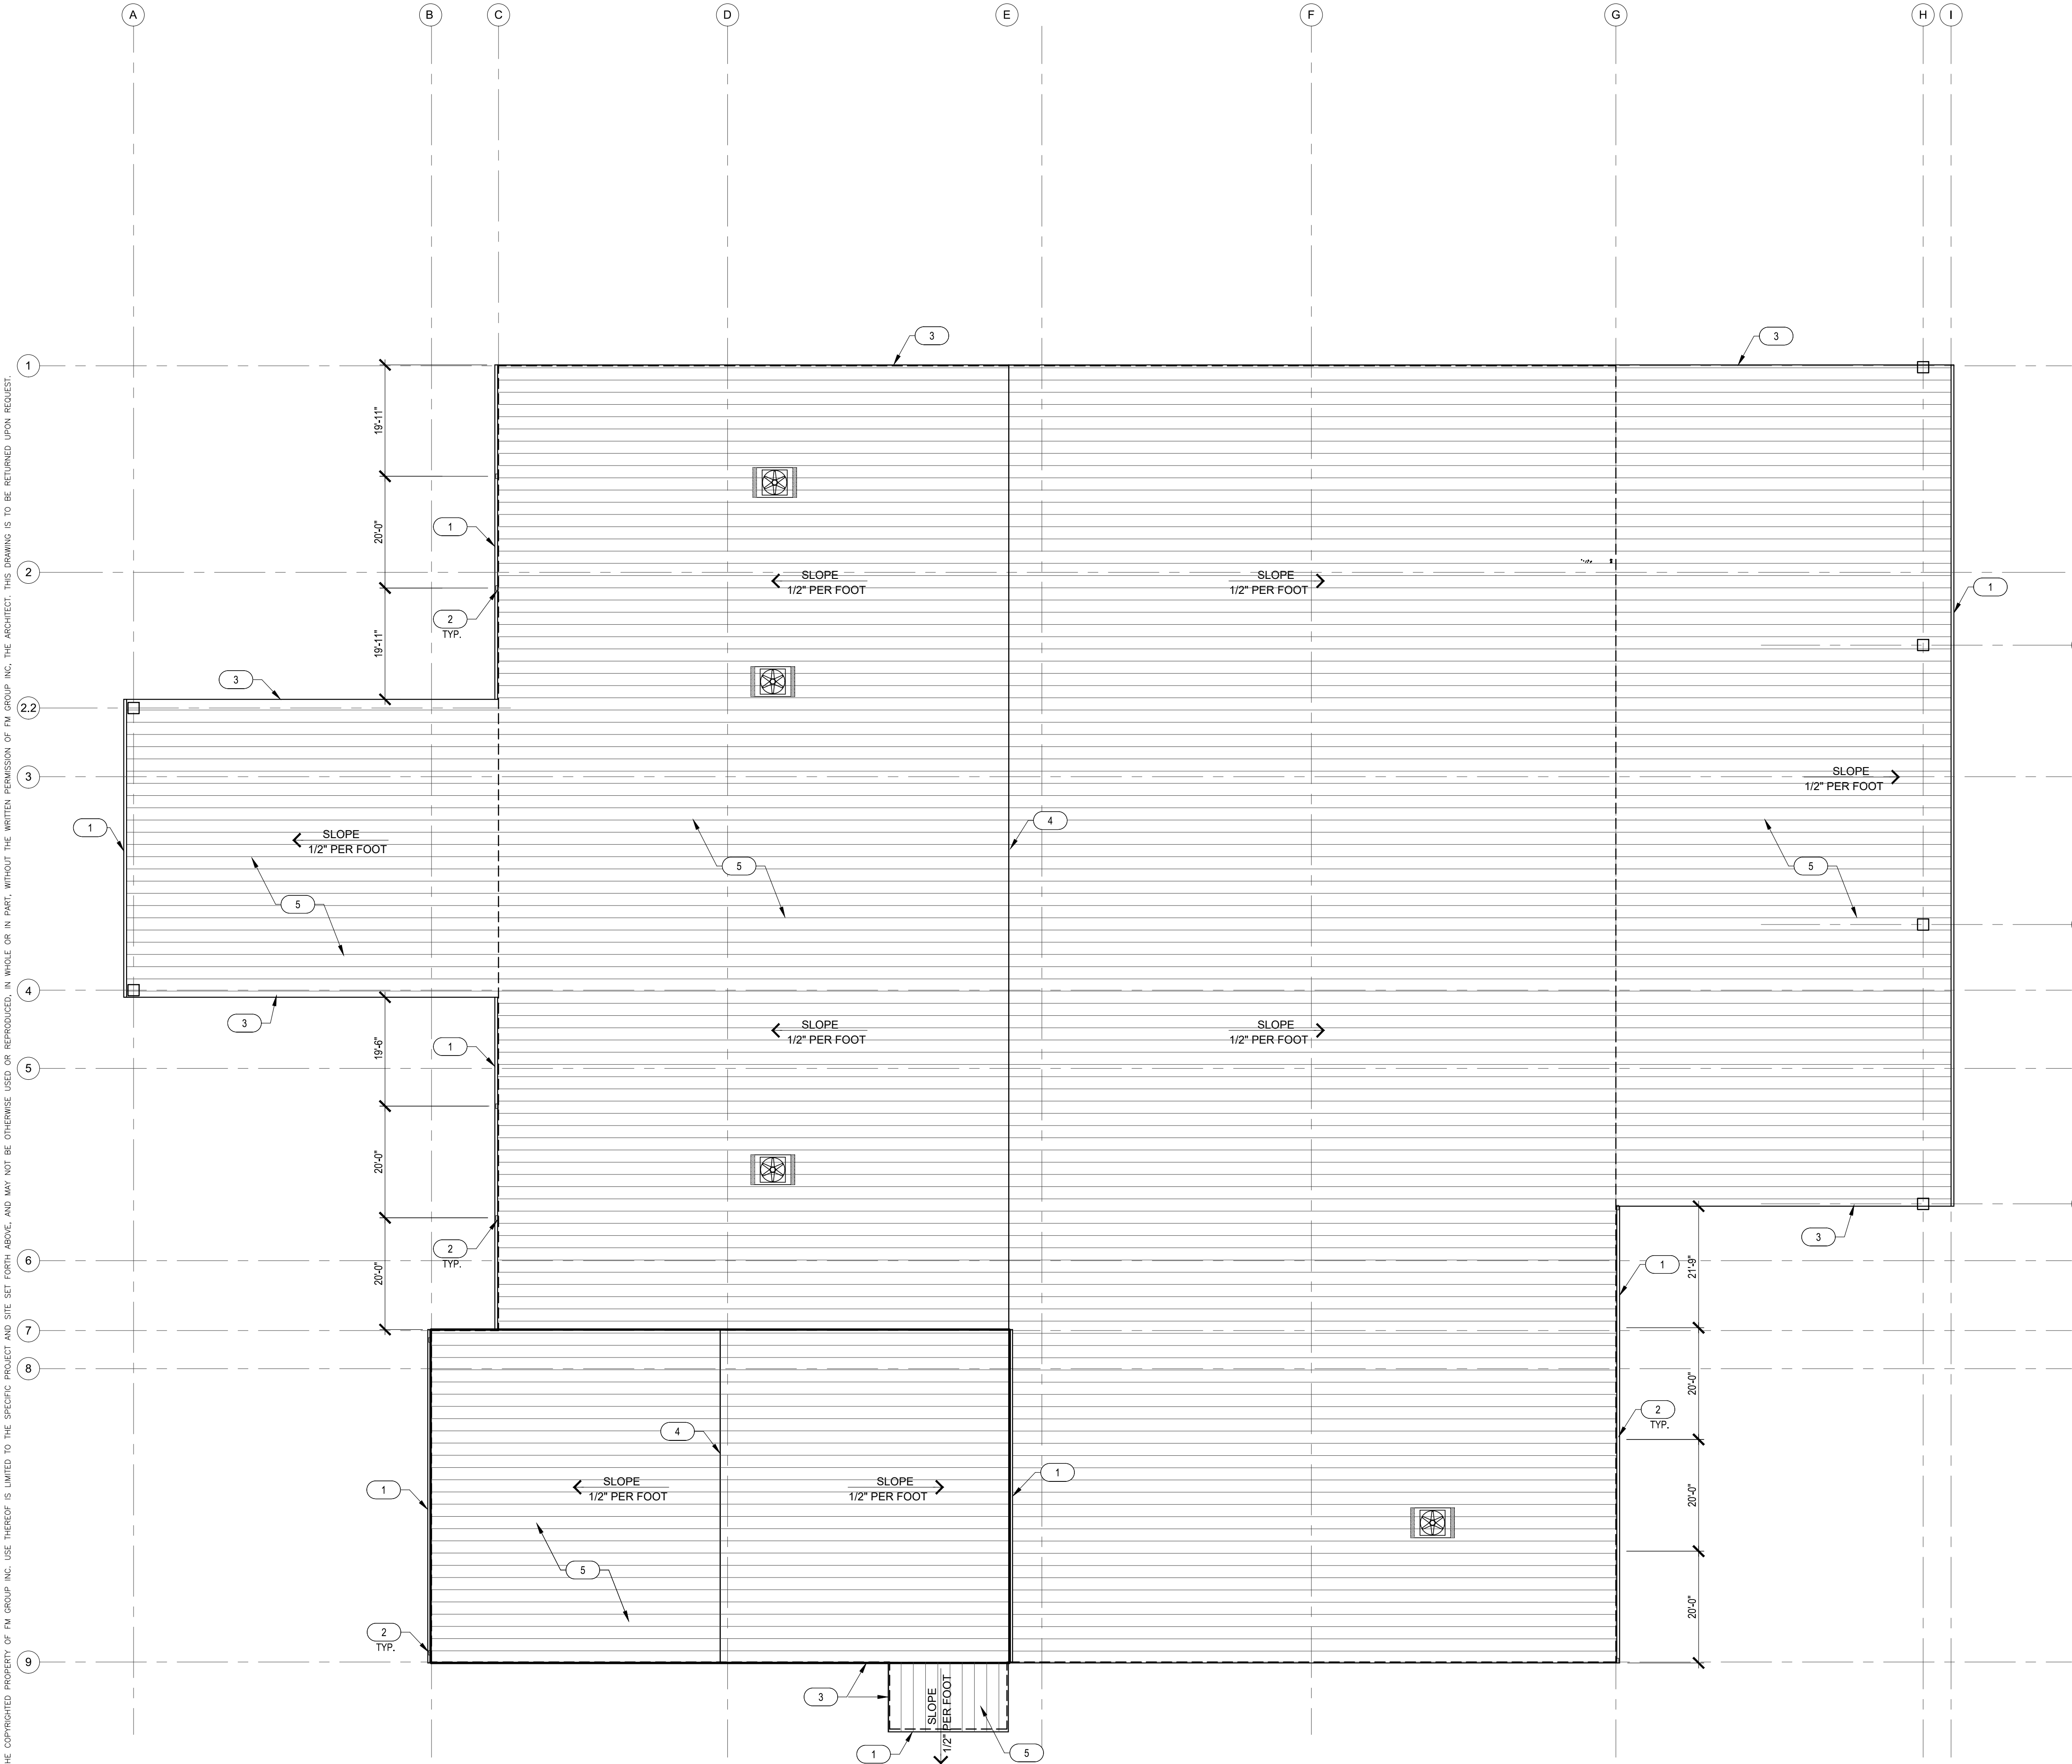 A B C D E F G H I
3 3
1
19'-11"
20'-0"
1
2
SLOPE
1/2" PER FOOT
SLOPE
1/2" PER FOOT
1
2
TYP.
19'-11"
3
2.2
3
SLOPE
1/2" PER FOOT
1
SLOPE
1/2" PER FOOT
4
5
5
5
4
3
SLOPE
1/2" PER FOOT
SLOPE
1/2" PER FOOT
19'-6"
1
5
20'-0"
3
2
TYP.
6
20'-0"
1
21'-9"
7
8
20'-0"
2
TYP.
4
1
SLOPE
1/2" PER FOOT
SLOPE
1/2" PER FOOT
1
20'-0"
5
20'-0"
2
TYP.
9
3
SLOPE
1/2" PER FOOT
1
5
HE COPYRIGHTED PROPERTY OF FM GROUP INC. USE THEREOF IS LIMITED TO THE SPECIFIC PROJECT AND SITE SET FORTH ABOVE, AND MAY NOT BE OTHERWISE USED OR REPRODUCED, IN WHOLE OR IN PART, WITHOUT THE WRITTEN PERMISSION OF FM GROUP INC, THE ARCHITECT. THIS DRAWING IS TO BE RETURNED UPON REQUEST.